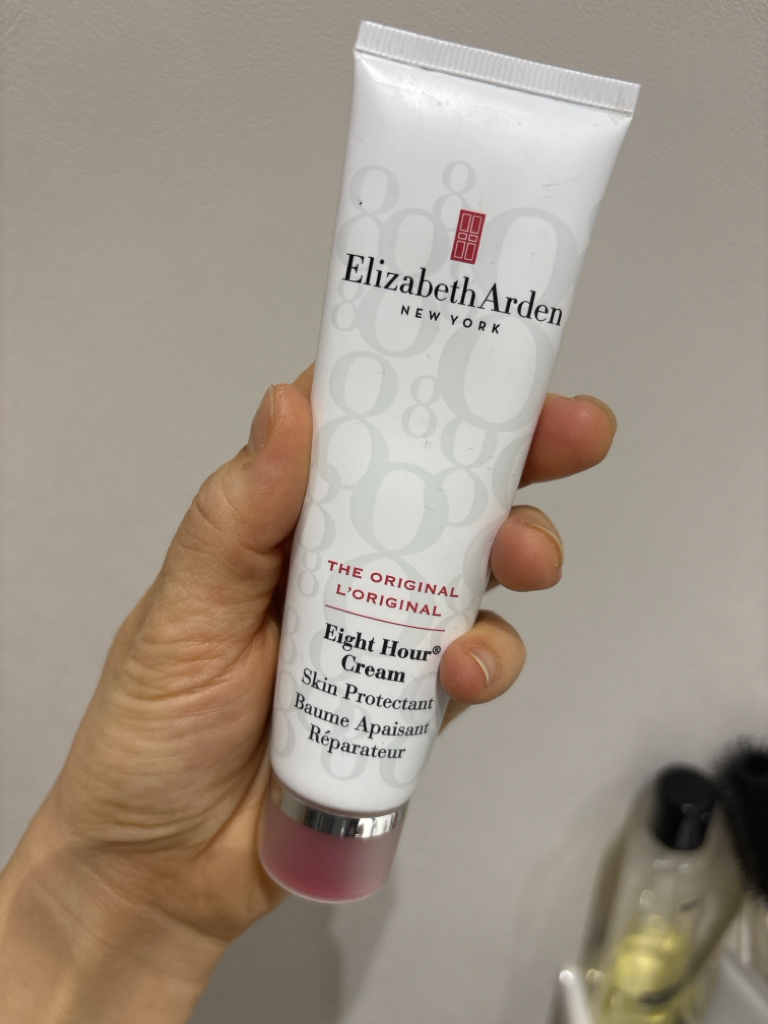 Elizabeth Arden
NEW YORK
THE ORIGINAL
L'ORIGINAL
Eight Hour®
Cream
Skin Protectant
Baume Apaisant
Réparateur